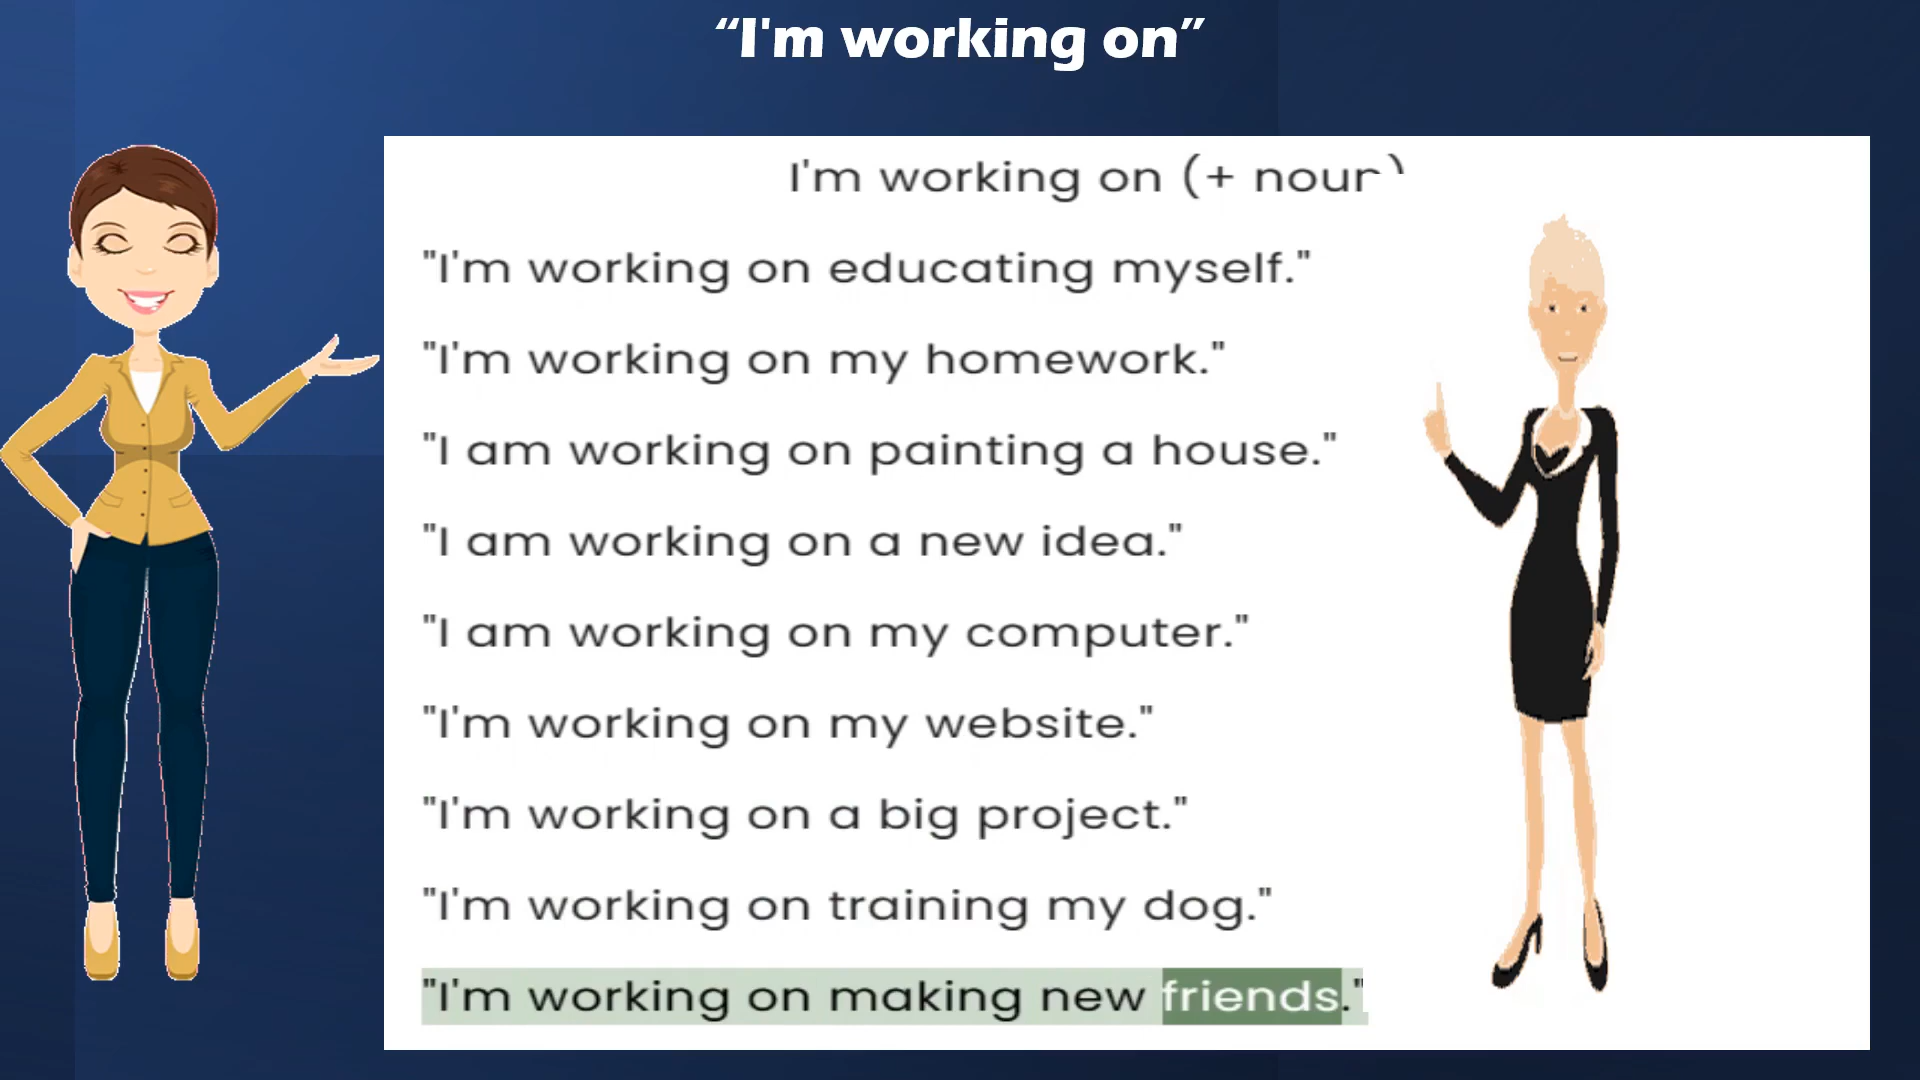 “I'm working on”
I'm working on (+ noun)
"I'm working on educating myself."
"I'm working on my homework."
"I am working on painting a house."
"I am working on a new idea."
"I am working on my computer."
"I'm working on my website."
"I'm working on a big project."
"I'm working on training my dog."
"I'm working on making new friends."